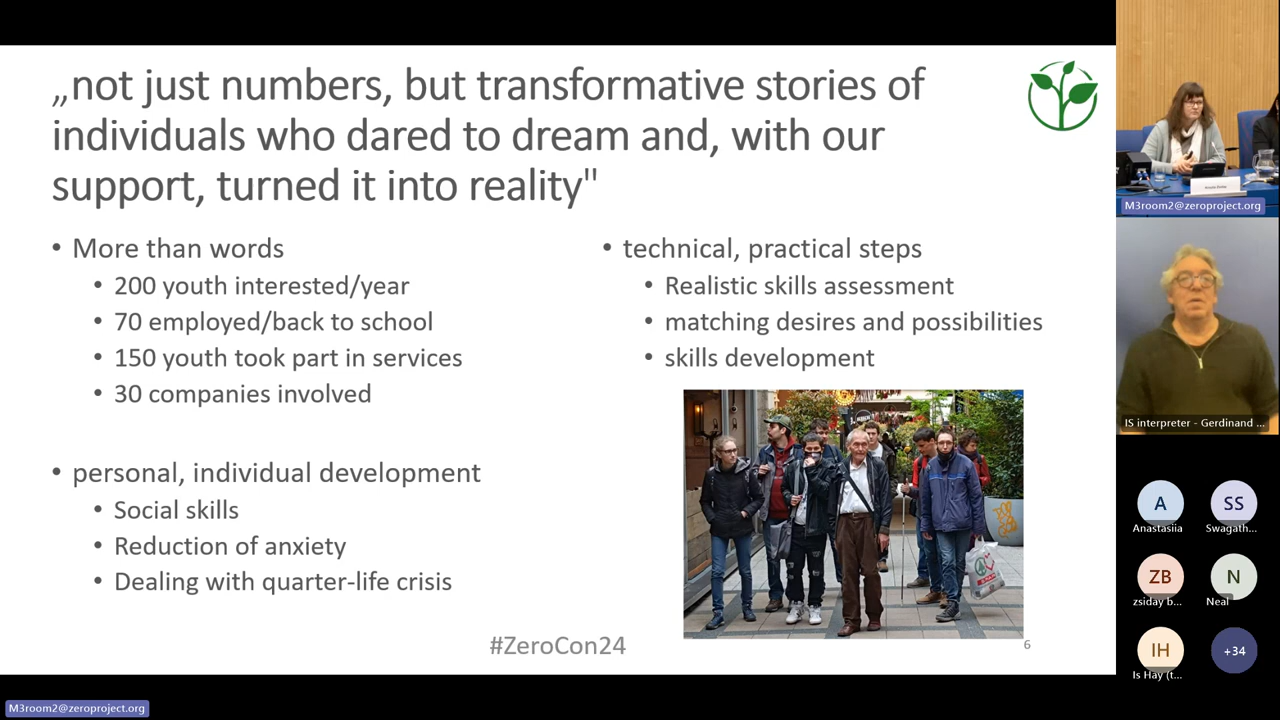 „not just numbers, but transformative stories of
individuals who dared to dream and, with our
support, turned it into reality"
• More than words
• 200 youth interested/year
• 70 employed/back to school
• 150 youth took part in services
• 30 companies involved
• personal, individual development
• Social skills
• Reduction of anxiety
• Dealing with quarter-life crisis
• technical, practical steps
• Realistic skills assessment
• matching desires and possibilities
• skills development
#ZeroCon24
6
M3room2@zeroproject.org
IS interpreter - Gerdinand ...
A
Anastasiia
SS
Swagath...
ZB
zsiday b...
N
Neal
IH
Is Hay (t...
+34
M3room2@zeroproject.org